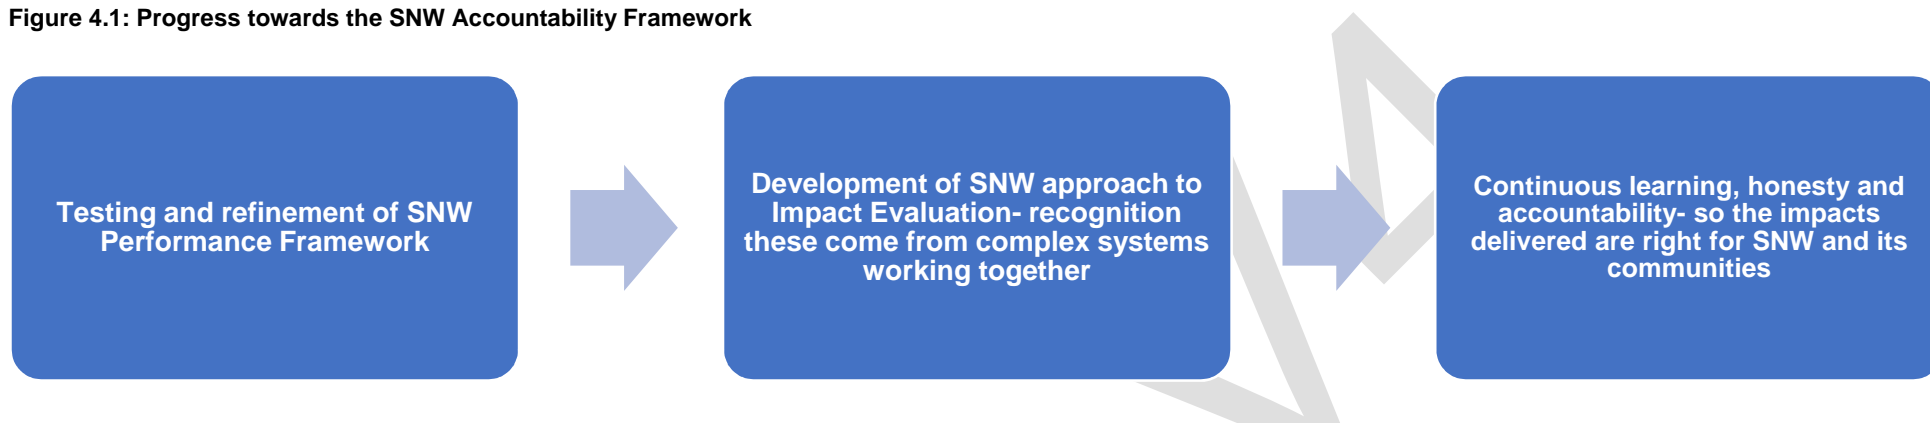 Figure 4.1: Progress towards the SNW Accountability Framework
Testing and refinement of SNW
Performance Framework
Development of SNW approach to
Impact Evaluation- recognition
these come from complex systems
working together
Continuous learning, honesty and
accountability- so the impacts
delivered are right for SNW and its
communities